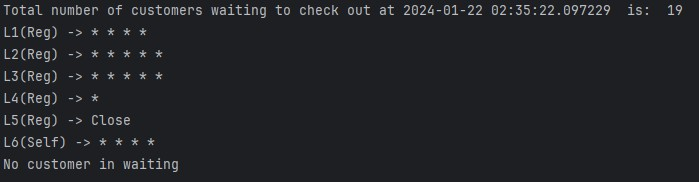 Total number of customers waiting to check out at 2024-01-22 02:35:22.097229  is:  19
L1(Reg) -> * * * *
L2(Reg) -> * * * * *
L3(Reg) -> * * * * *
L4(Reg) -> *
L5(Reg) -> Close
L6(Self) -> * * * *
No customer in waiting